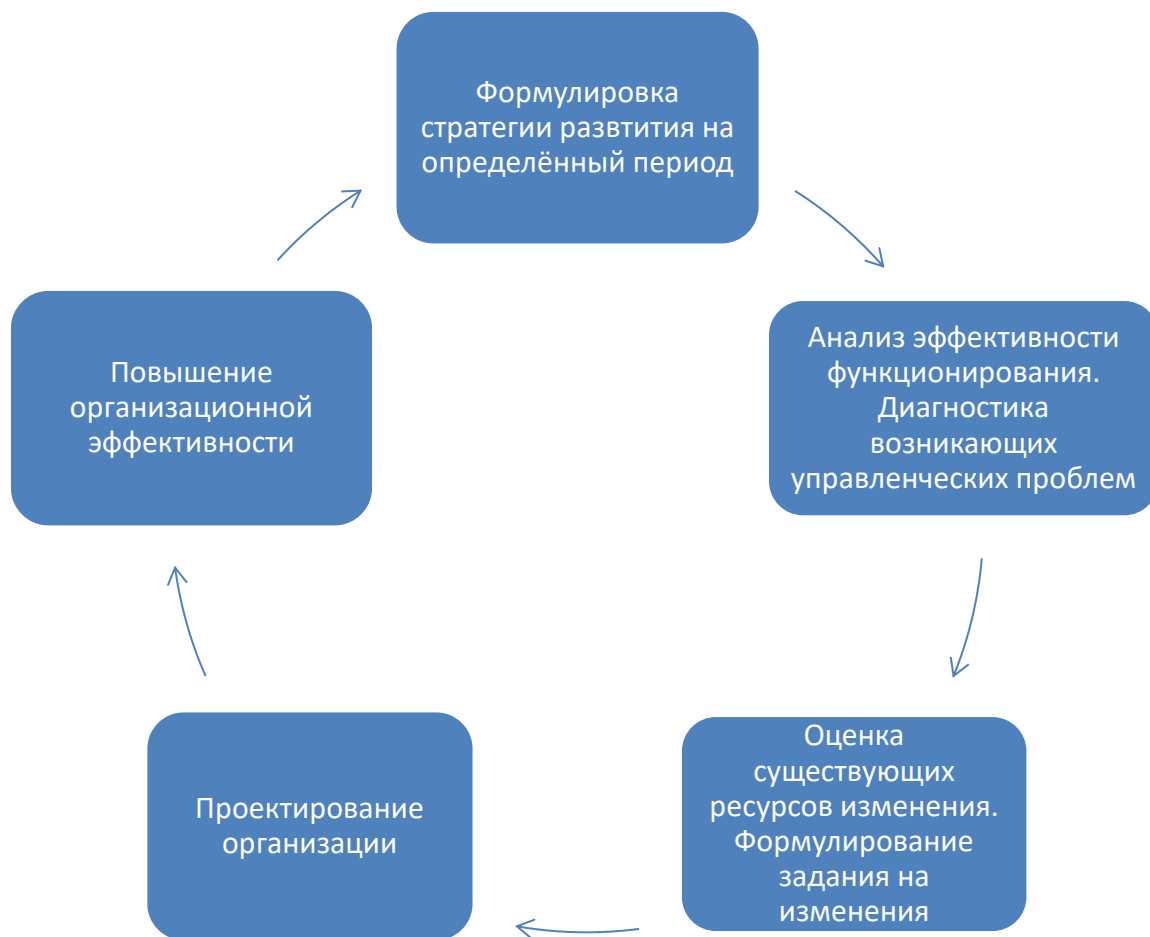 Формулировка
стратегии развтития на
определённый период
Анализ эффективности
функционирования.
Диагностика
возникающих
управленческих проблем
Оценка
существующих
ресурсов изменения.
Формулирование
задания на
изменения
Проектирование
организации
Повышение
организационной
эффективности